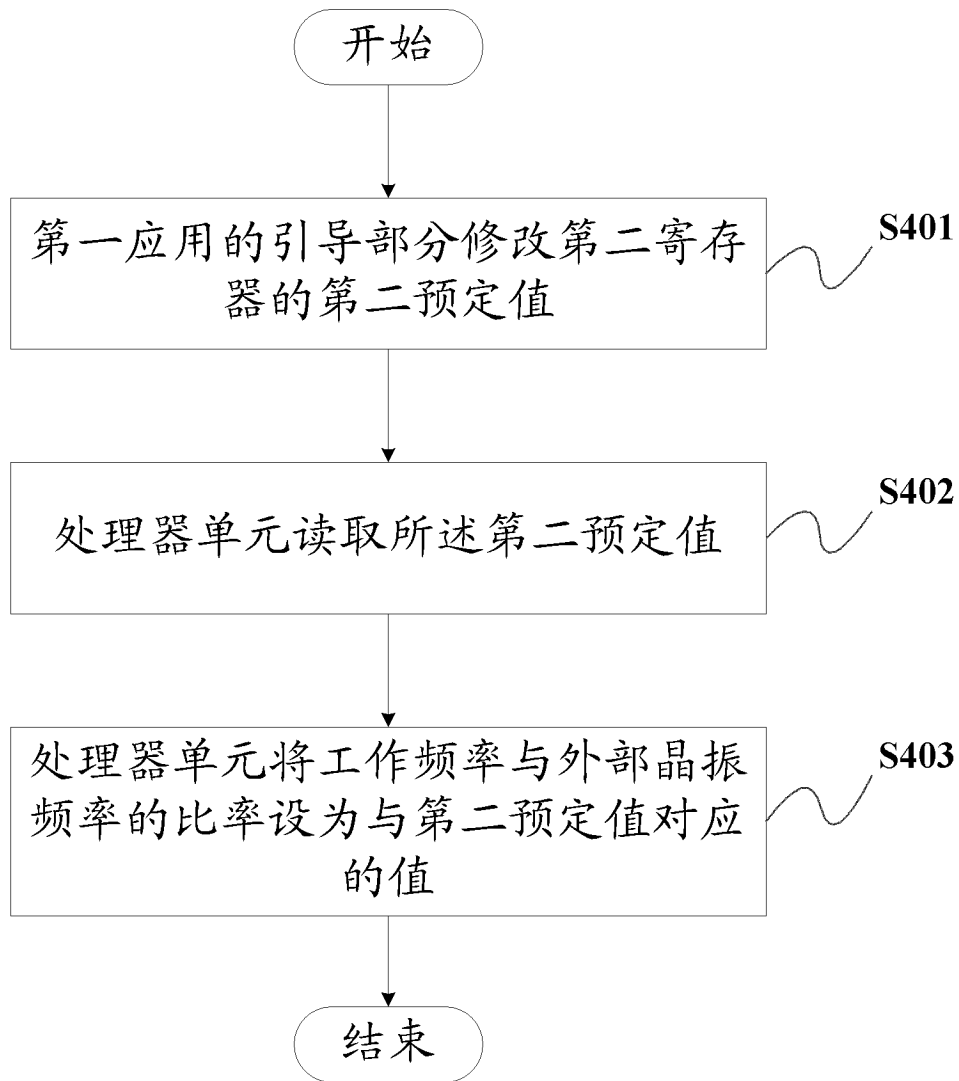 开始
第一应用的引导部分修改第二寄存
器的第二预定值
S401
处理器单元读取所述第二预定值
S402
处理器单元将工作频率与外部晶振
频率的比率设为与第二预定值对应
的值
S403
结束